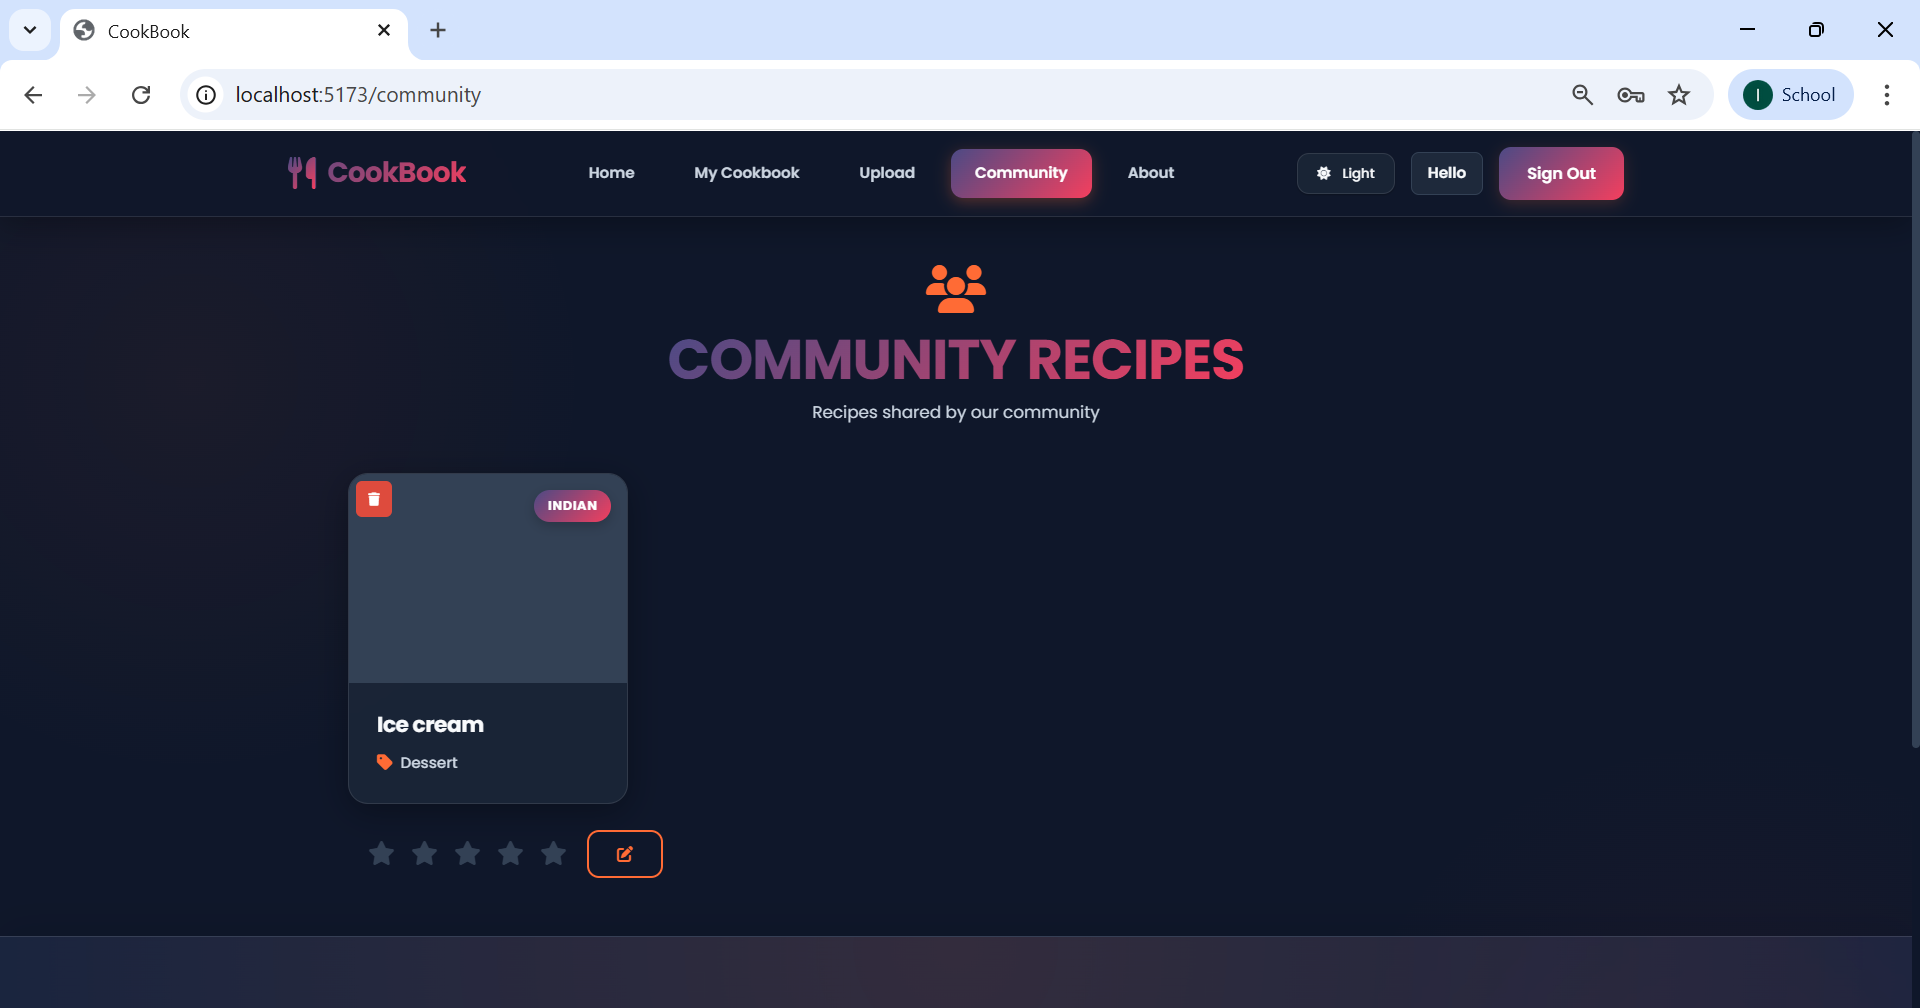 CookBook
localhost:5173/community
I School
CookBook
Home My Cookbook Upload Community About
Light Hello Sign Out
COMMUNITY RECIPES
Recipes shared by our community
INDIAN
Ice cream
Dessert